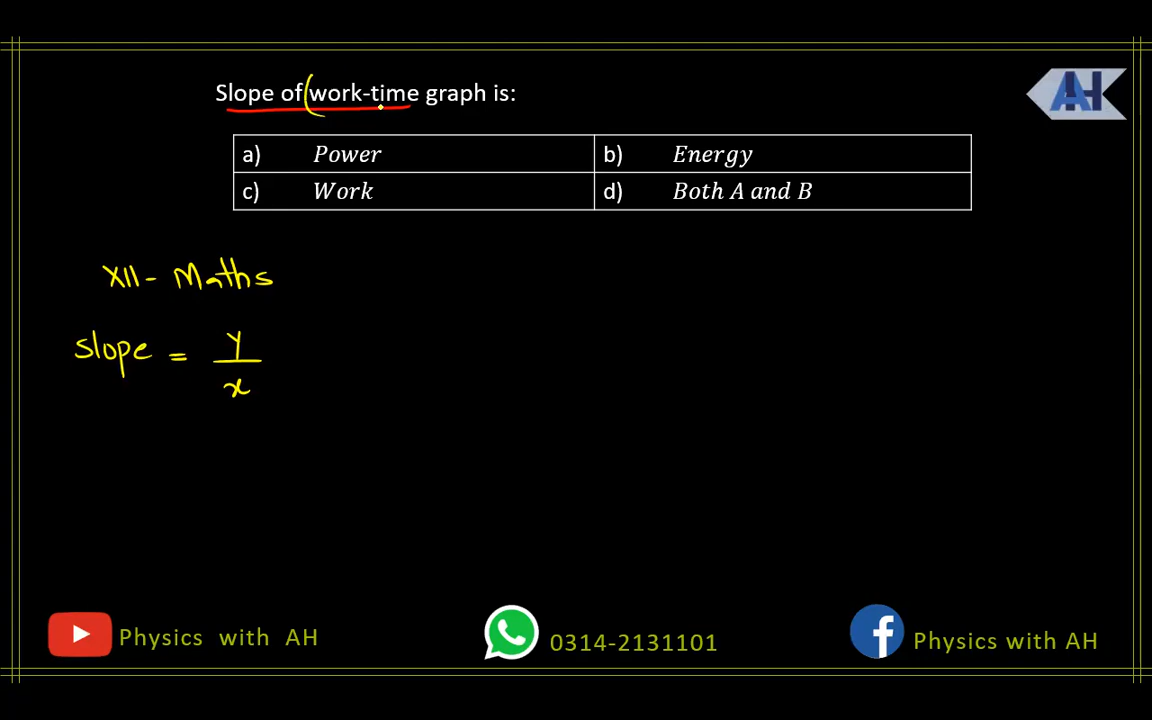 Slope of (work-time graph is:
AH
a) Power b) Energy
c) Work d) Both A and B
XII- Maths
Slope = y
x
Physics with AH 0314-2131101 Physics with AH